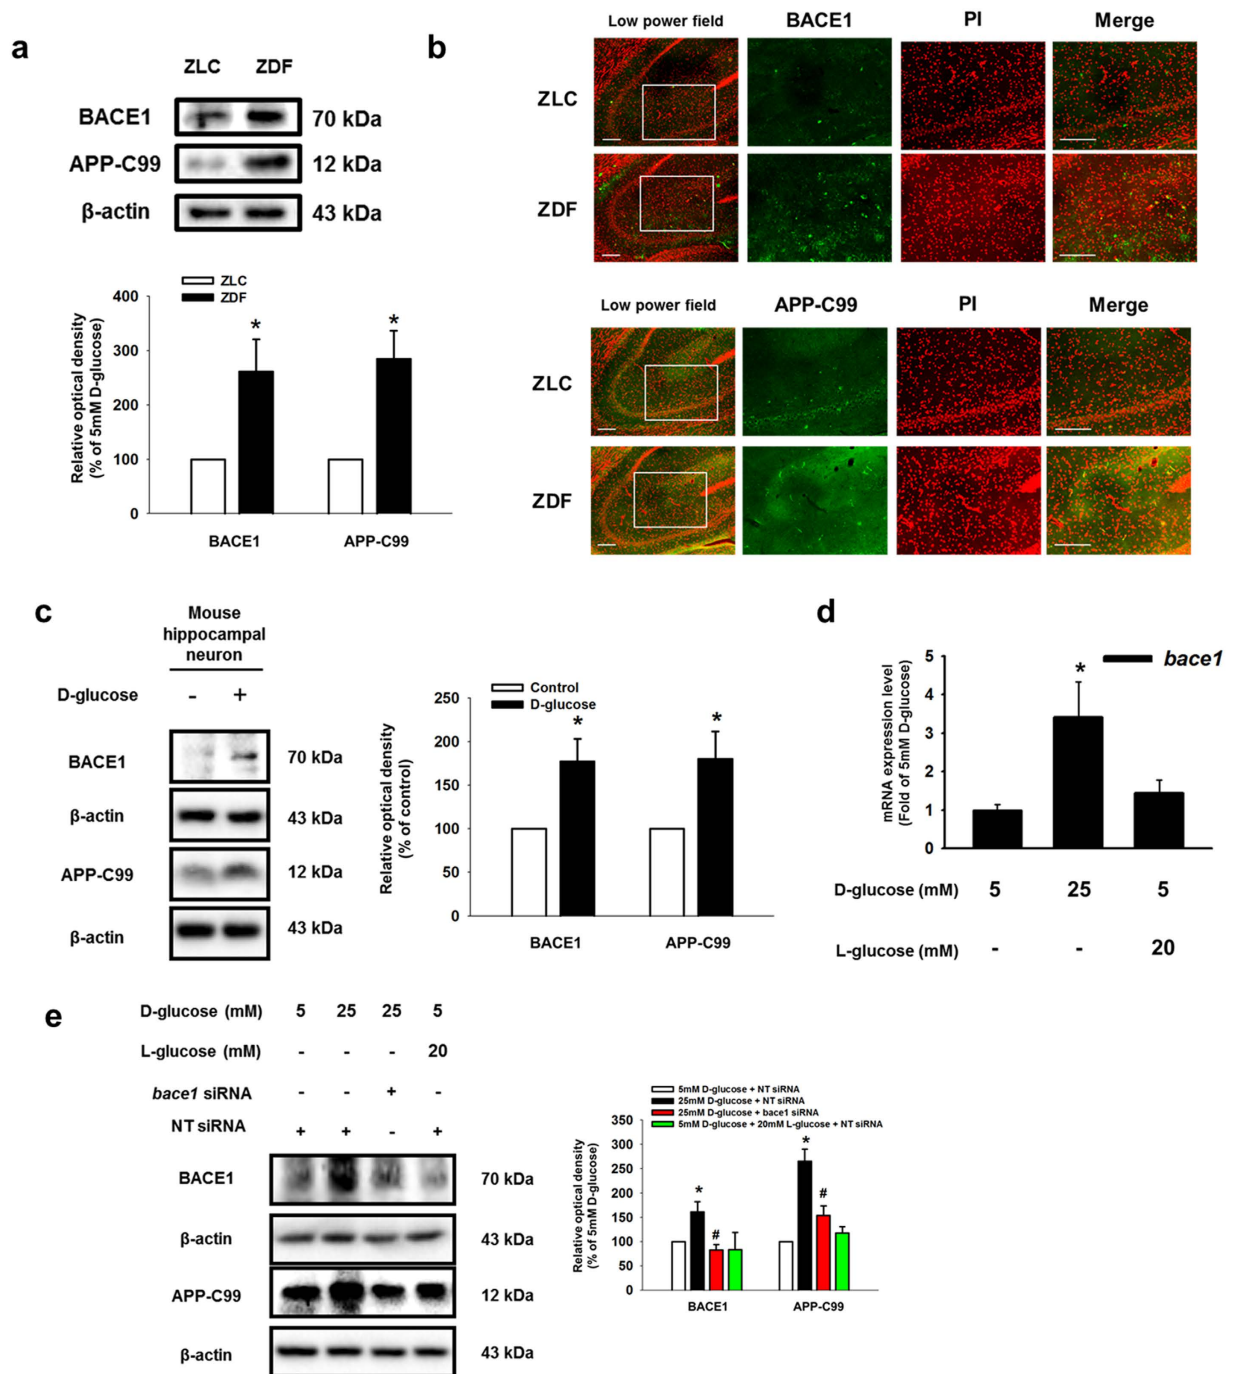 a
ZLC ZDF
BACE1 70 kDa
APP-C99 12 kDa
β-actin 43 kDa
ZLC
ZDF
Relative optical density
(% of 5mM D-glucose)
400
300
200
100
0
* *
BACE1 APP-C99
b
Low power field BACE1 PI Merge
ZLC
ZDF
Low power field APP-C99 PI Merge
ZLC
ZDF
c
Mouse
hippocampal
neuron
D-glucose - +
BACE1 70 kDa
β-actin 43 kDa
APP-C99 12 kDa
β-actin 43 kDa
Control
D-glucose
Relative optical density
(% of control)
250
200
150
100
50
0
* *
BACE1 APP-C99
d
bace1
mRNA expression level
(Fold of 5mM D-glucose)
5
4
3
2
1
0
*
D-glucose (mM) 5 25 5
L-glucose (mM) - - 20
e
D-glucose (mM) 5 25 25 5
L-glucose (mM) - - - 20
bace1 siRNA - - + -
NT siRNA + + - +
BACE1 70 kDa
β-actin 43 kDa
APP-C99 12 kDa
β-actin 43 kDa
5mM D-glucose + NT siRNA
25mM D-glucose + NT siRNA
25mM D-glucose + bace1 siRNA
5mM D-glucose + 20mM L-glucose + NT siRNA
Relative optical density
(% of 5mM D-glucose)
350
300
250
200
150
100
50
0
* # * #
BACE1 APP-C99